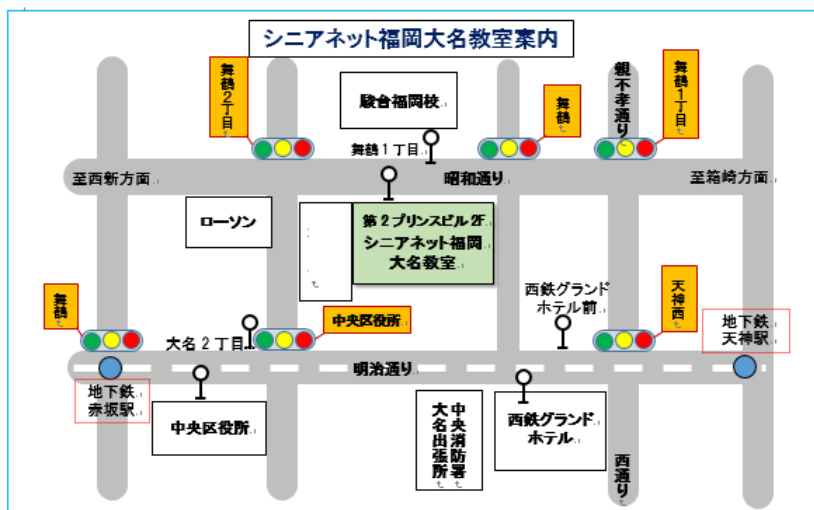 シニアネット福岡大名教室案内
舞鶴2丁目
駿台福岡校
舞鶴
親不孝通り
舞鶴1丁目
舞鶴1丁目
至西新方面
昭和通り
至箱崎方面
ローソン
第2プリンスビル2F
シニアネット福岡
大名教室
舞鶴
大名2丁目
中央区役所
西鉄グランド
ホテル前
天神西
地下鉄
天神駅
明治通り
地下鉄
赤坂駅
中央区役所
中央消防署
大名出張所
西鉄グランド
ホテル
西通り